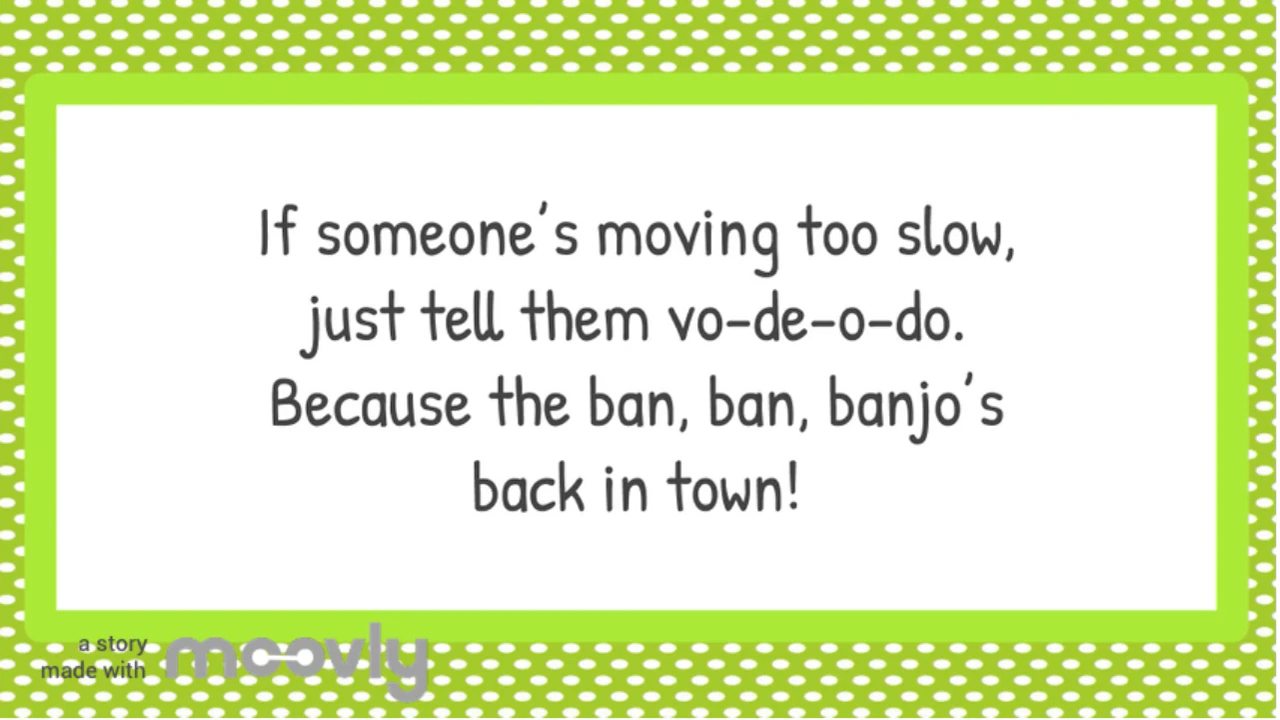 If someone's moving too slow,
just tell them vo-de-o-do.
Because the ban, ban, banjo's
back in town!
a story
made with
moovly